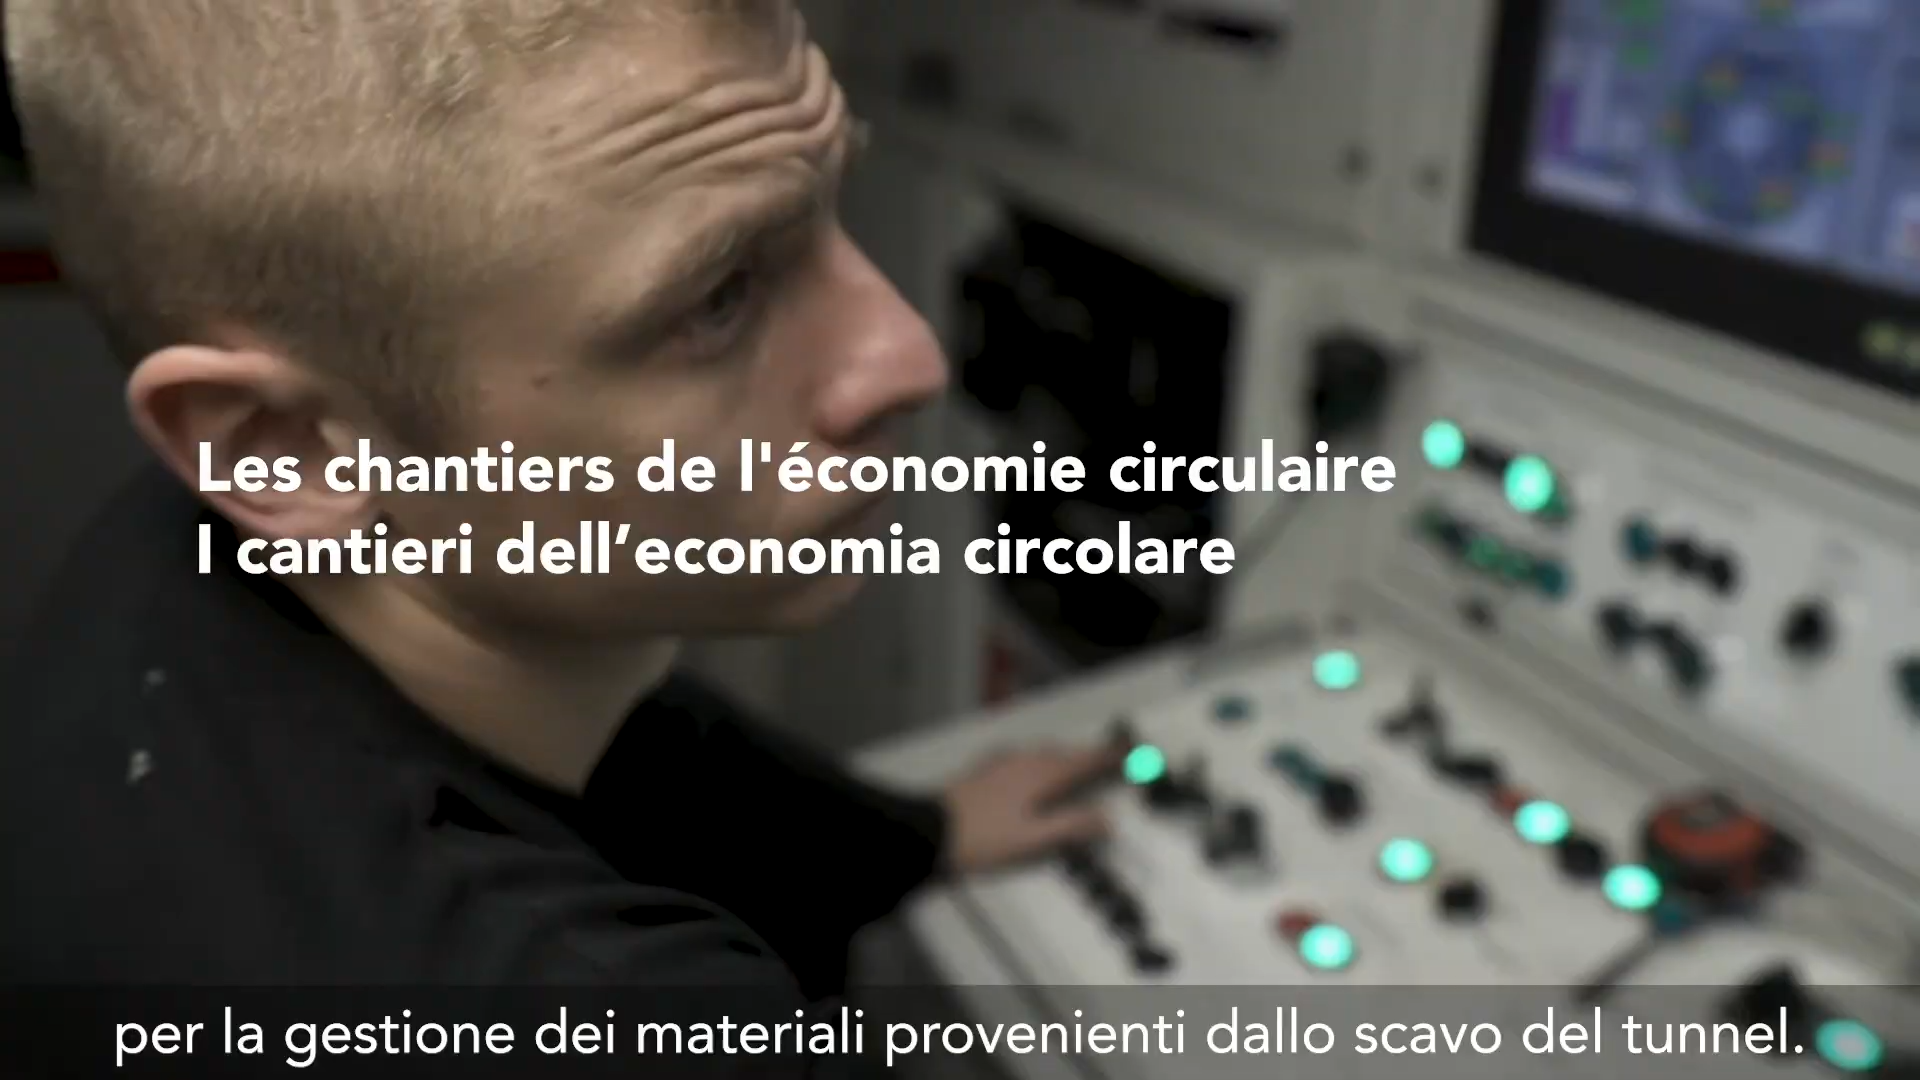 Les chantiers de l'économie circulaire
I cantieri dell’economia circolare
per la gestione dei materiali provenienti dallo scavo del tunnel.